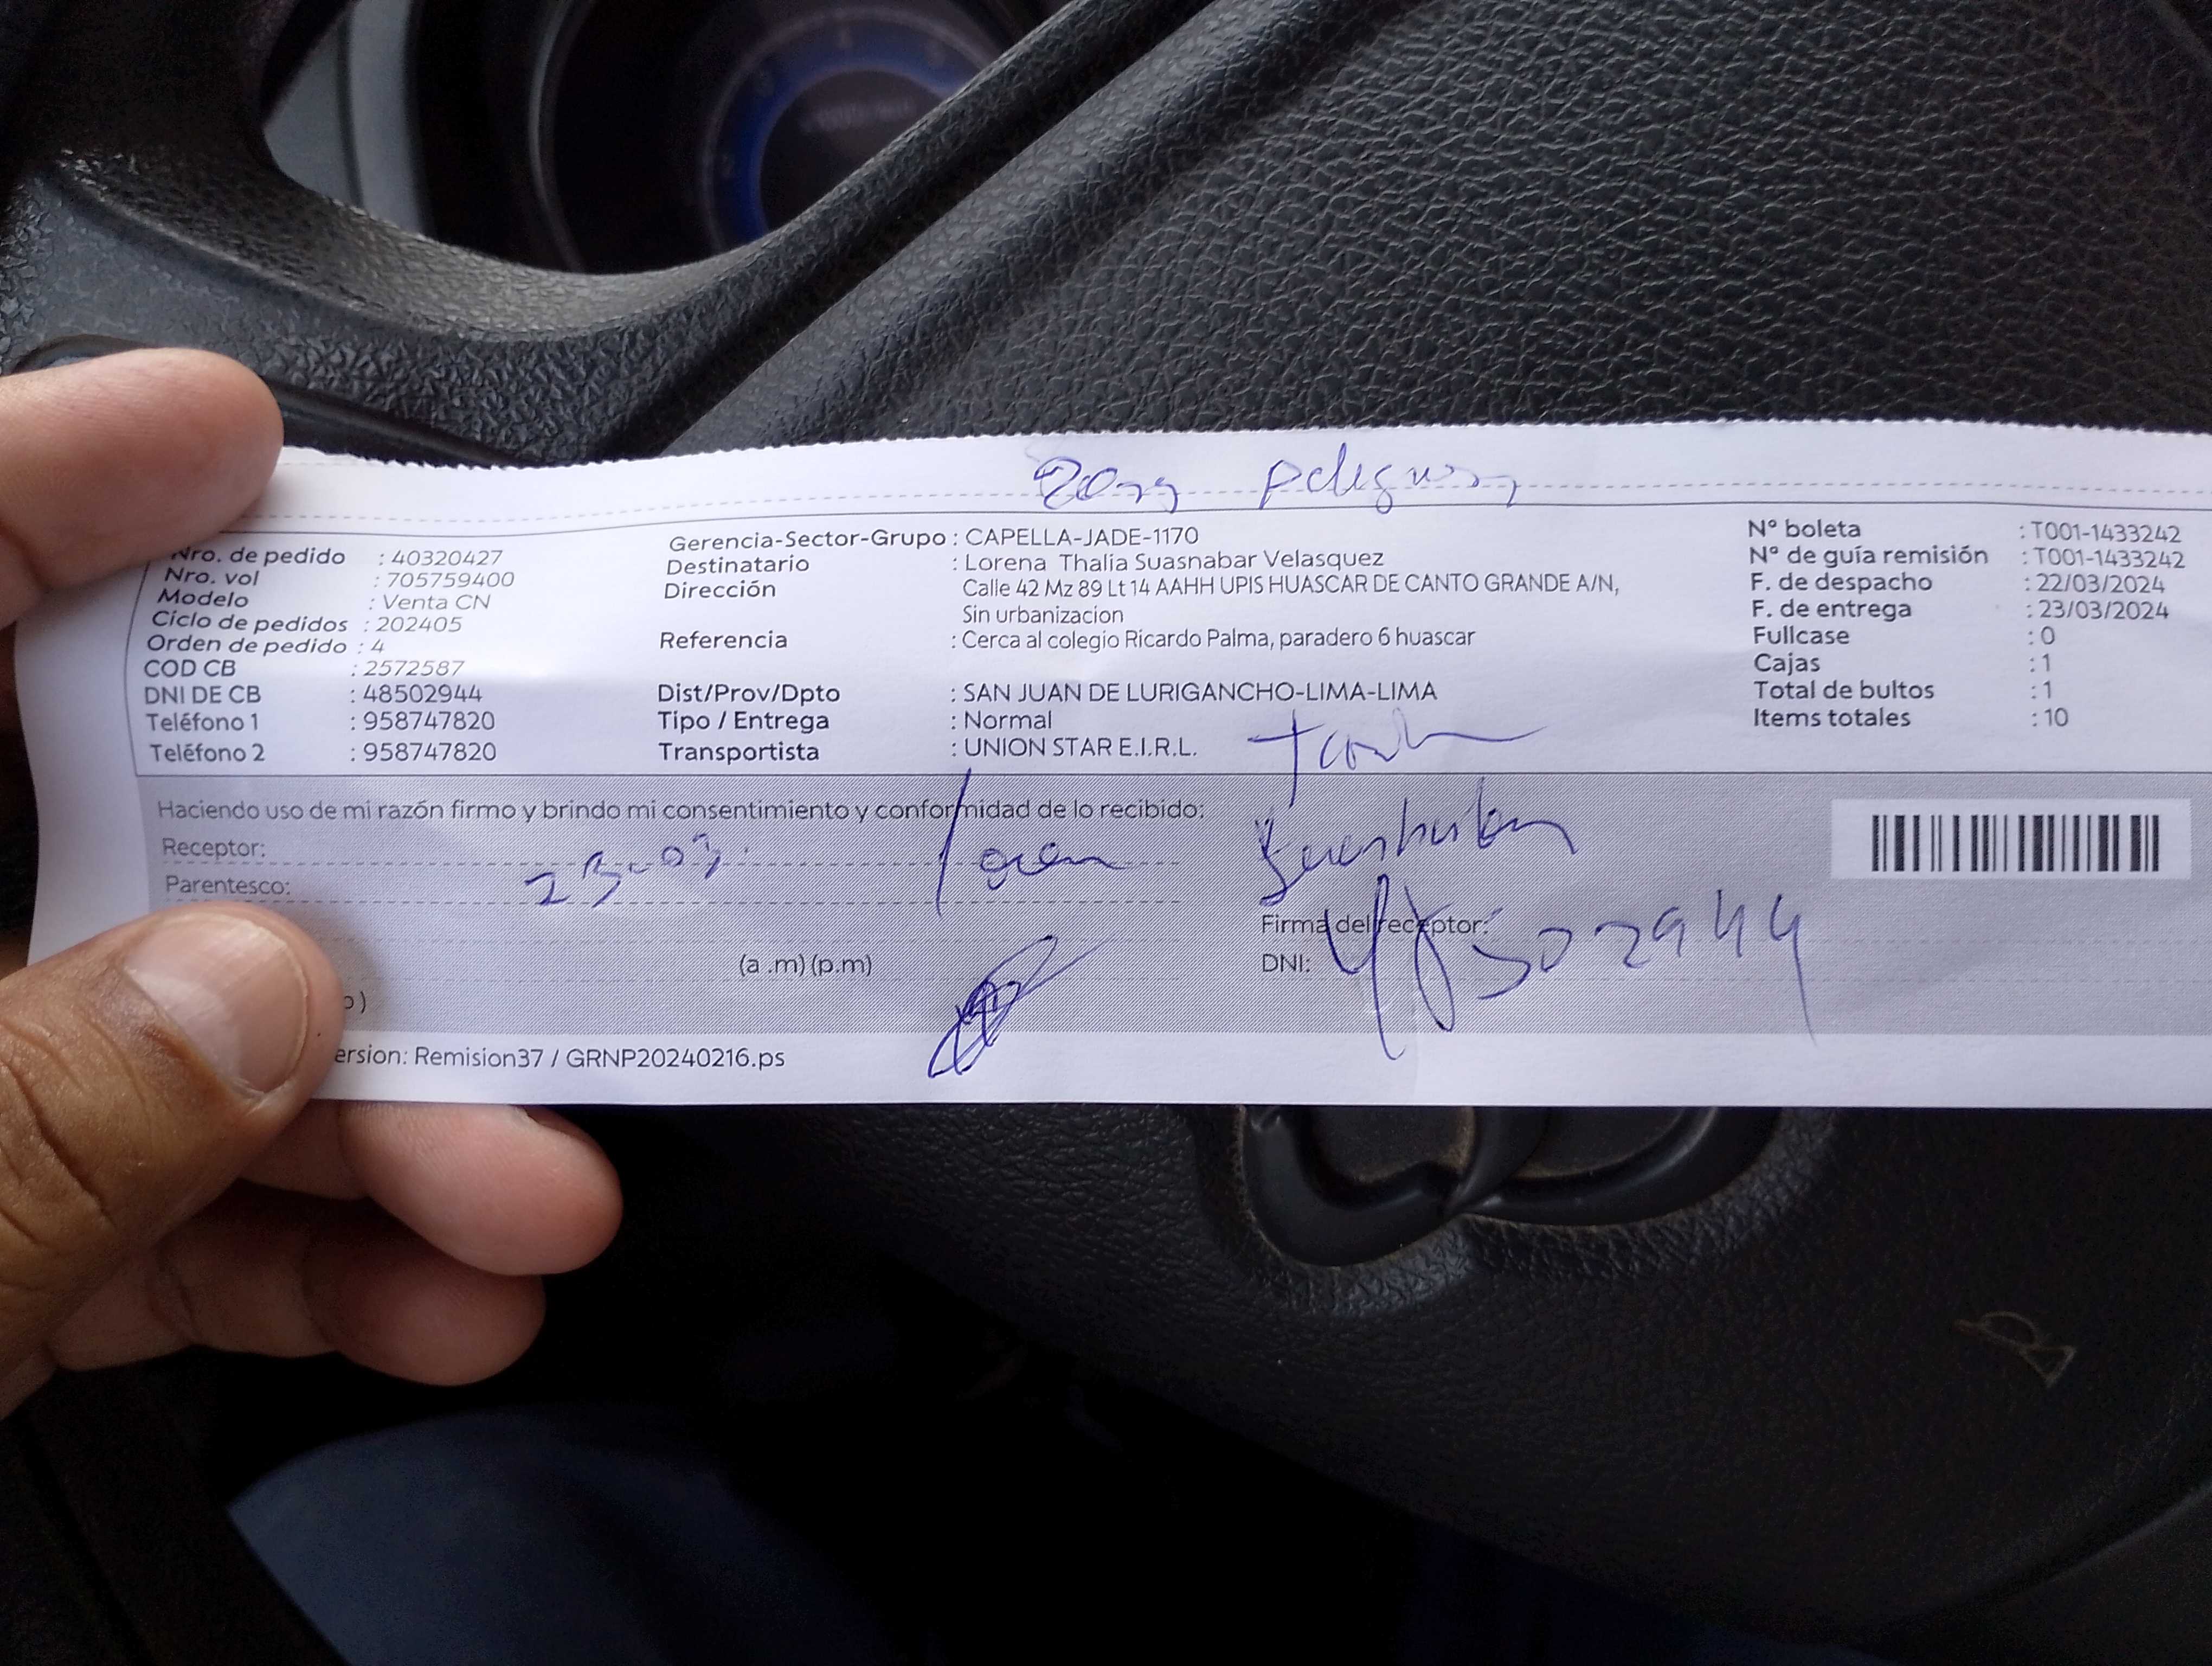 Zona peligrosa
Nro. de pedido : 40320427
Nro. vol : 705759400
Modelo : Venta CN
Ciclo de pedidos : 202405
Orden de pedido : 4
COD CB : 2572587
DNI DE CB : 48502944
Teléfono 1 : 958747820
Teléfono 2 : 958747820
Gerencia-Sector-Grupo : CAPELLA-JADE-1170
Destinatario : Lorena Thalia Suasnabar Velasquez
Dirección : Calle 42 Mz 89 Lt 14 AAHH UPIS HUASCAR DE CANTO GRANDE A/N,
Sin urbanizacion
Referencia : Cerca al colegio Ricardo Palma, paradero 6 huascar
Dist/Prov/Dpto : SAN JUAN DE LURIGANCHO-LIMA-LIMA
Tipo / Entrega : Normal
Transportista : UNION STAR E.I.R.L.
N° boleta : T001-1433242
N° de guía remisión : T001-1433242
F. de despacho : 22/03/2024
F. de entrega : 23/03/2024
Fullcase : 0
Cajas : 1
Total de bultos : 1
Items totales : 10
Haciendo uso de mi razón firmo y brindo mi consentimiento y conformidad de lo recibido:
Receptor:
23-03
Parentesco:
Firma del receptor:
(a .m) (p.m)
DNI: 48502944
ersion: Remision37 / GRNP20240216.ps